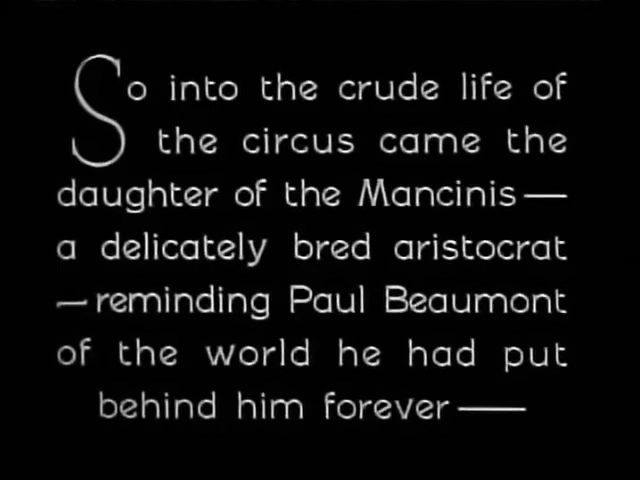 So into the crude life of
the circus came the
daughter of the Mancinis —
a delicately bred aristocrat
— reminding Paul Beaumont
of the world he had put
behind him forever —